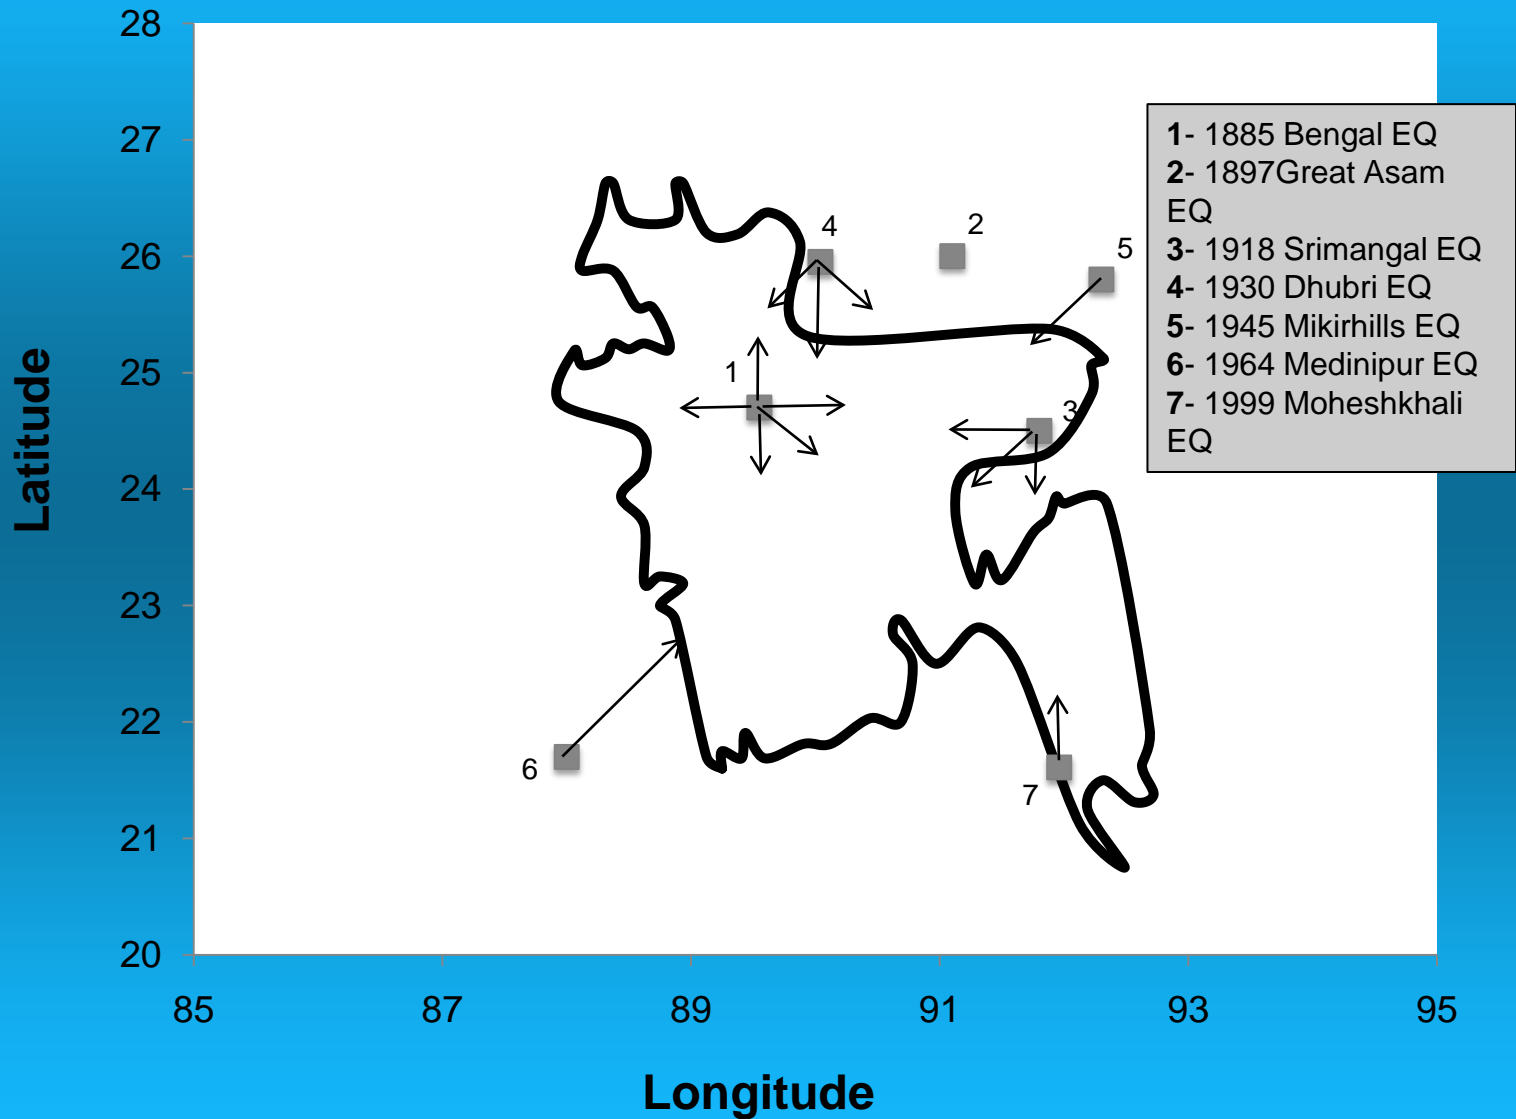 28
27
26
25
24
23
22
21
20
Latitude
85
87
89
91
93
95
Longitude
4
2
5
1
3
6
7
1- 1885 Bengal EQ
2- 1897Great Asam
EQ
3- 1918 Srimangal EQ
4- 1930 Dhubri EQ
5- 1945 Mikirhills EQ
6- 1964 Medinipur EQ
7- 1999 Moheshkhali
EQ